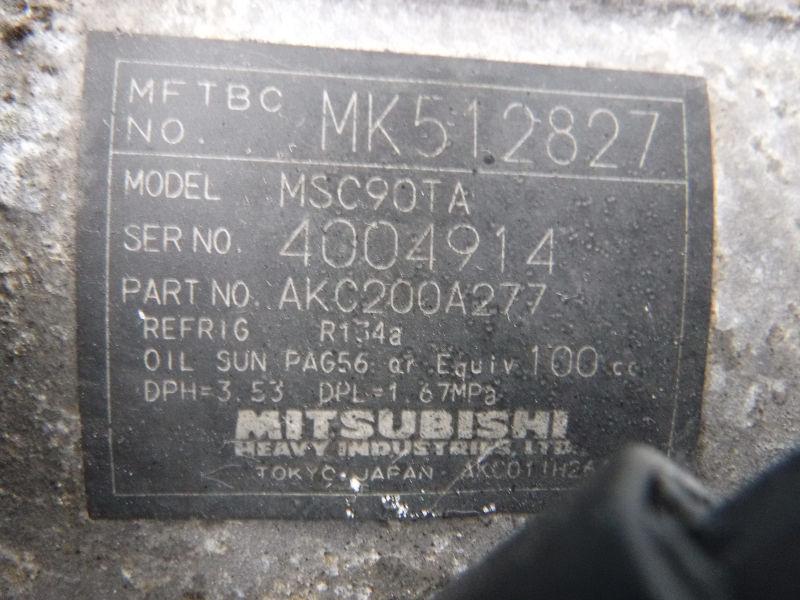 MFTBC NO. MK512827
MODEL MSC90TA
SER NO. 4004914
PART NO. AKC200A277
REFRIG R134a
OIL SUN PAG56 or Equiv 100 cc
DPH=3.53 DPL=1.67MPa
MITSUBISHI
HEAVY INDUSTRIES, LTD.
TOKYO JAPAN